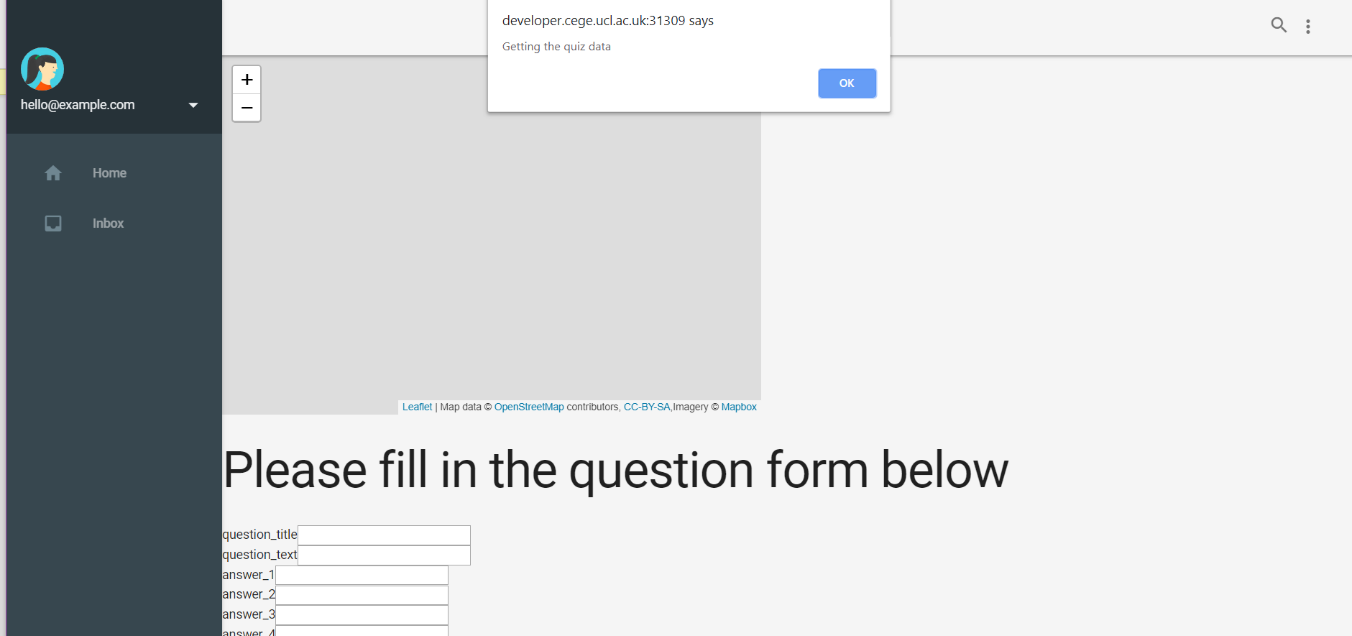 developer.cege.ucl.ac.uk:31309 says
Getting the quiz data
OK
hello@example.com
Home
Inbox
+
−
Leaflet | Map data © OpenStreetMap contributors, CC-BY-SA,Imagery © Mapbox
Please fill in the question form below
question_title
question_text
answer_1
answer_2
answer_3
answer_4